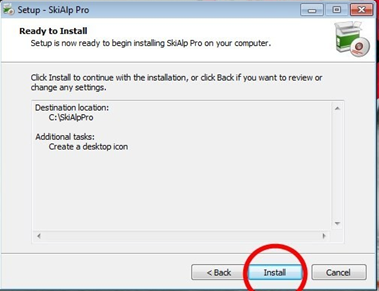 Setup - SkiAlp Pro
Ready to Install
Setup is now ready to begin installing SkiAlp Pro on your computer.
Click Install to continue with the installation, or click Back if you want to review or
change any settings.
Destination location:
C:\SkiAlpPro
Additional tasks:
Create a desktop icon
< Back
Install
Cancel